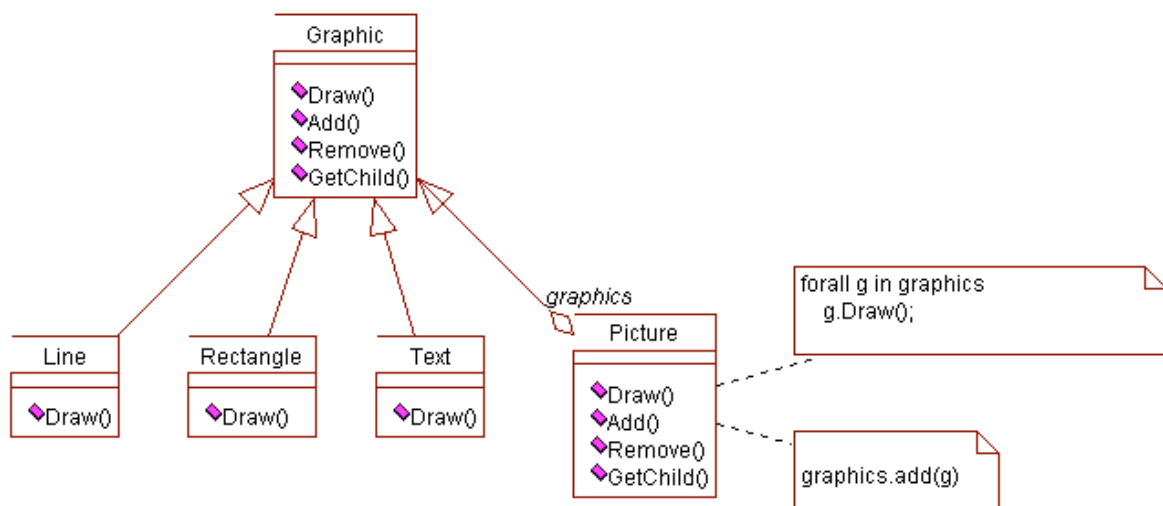 Graphic
Draw()
Add()
Remove()
GetChild()
graphics
Line
Draw()
Rectangle
Draw()
Text
Draw()
Picture
Draw()
Add()
Remove()
GetChild()
forall g in graphics
g.Draw();
graphics.add(g)